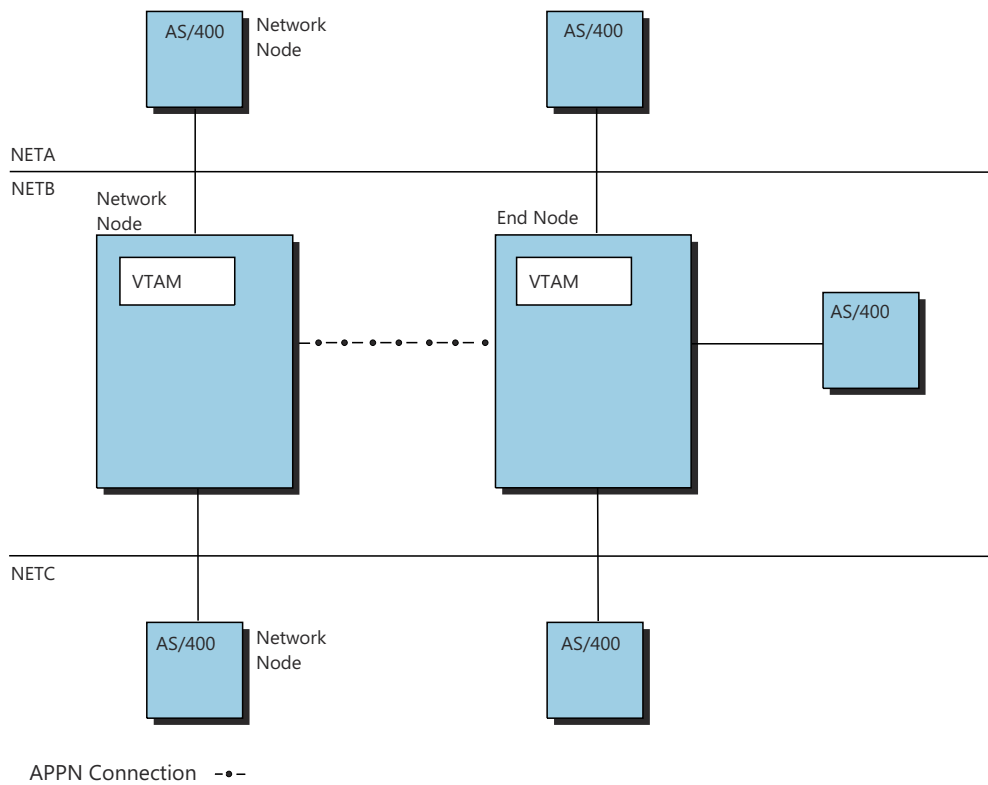 AS/400
Network
Node
AS/400
NETA
NETB
Network
Node
End Node
VTAM
VTAM
AS/400
NETC
AS/400
Network
Node
AS/400
APPN Connection